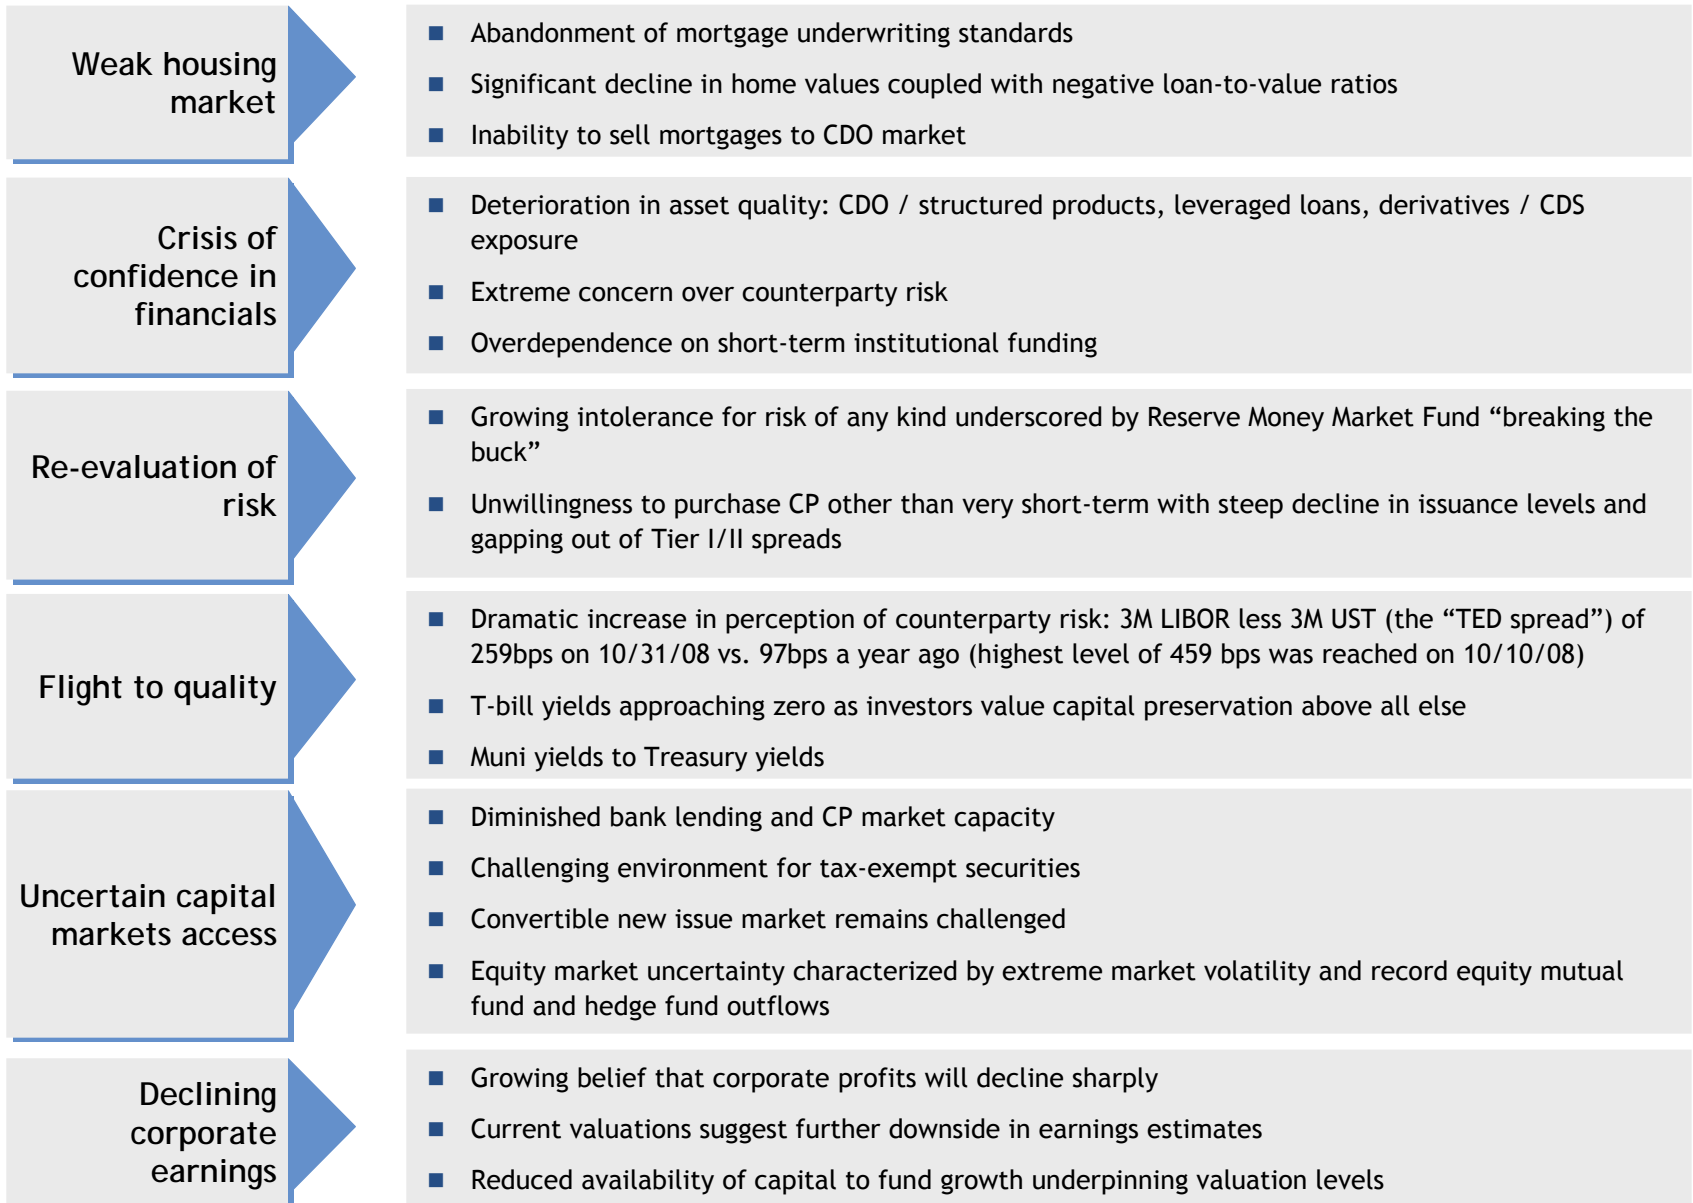 Weak housing
market
■ Abandonment of mortgage underwriting standards
■ Significant decline in home values coupled with negative loan-to-value ratios
■ Inability to sell mortgages to CDO market
Crisis of
confidence in
financials
■ Deterioration in asset quality: CDO / structured products, leveraged loans, derivatives / CDS
exposure
■ Extreme concern over counterparty risk
■ Overdependence on short-term institutional funding
Re-evaluation of
risk
■ Growing intolerance for risk of any kind underscored by Reserve Money Market Fund “breaking the
buck”
■ Unwillingness to purchase CP other than very short-term with steep decline in issuance levels and
gapping out of Tier I/II spreads
Flight to quality
■ Dramatic increase in perception of counterparty risk: 3M LIBOR less 3M UST (the “TED spread”) of
259bps on 10/31/08 vs. 97bps a year ago (highest level of 459 bps was reached on 10/10/08)
■ T-bill yields approaching zero as investors value capital preservation above all else
■ Muni yields to Treasury yields
Uncertain capital
markets access
■ Diminished bank lending and CP market capacity
■ Challenging environment for tax-exempt securities
■ Convertible new issue market remains challenged
■ Equity market uncertainty characterized by extreme market volatility and record equity mutual
fund and hedge fund outflows
Declining
corporate
earnings
■ Growing belief that corporate profits will decline sharply
■ Current valuations suggest further downside in earnings estimates
■ Reduced availability of capital to fund growth underpinning valuation levels